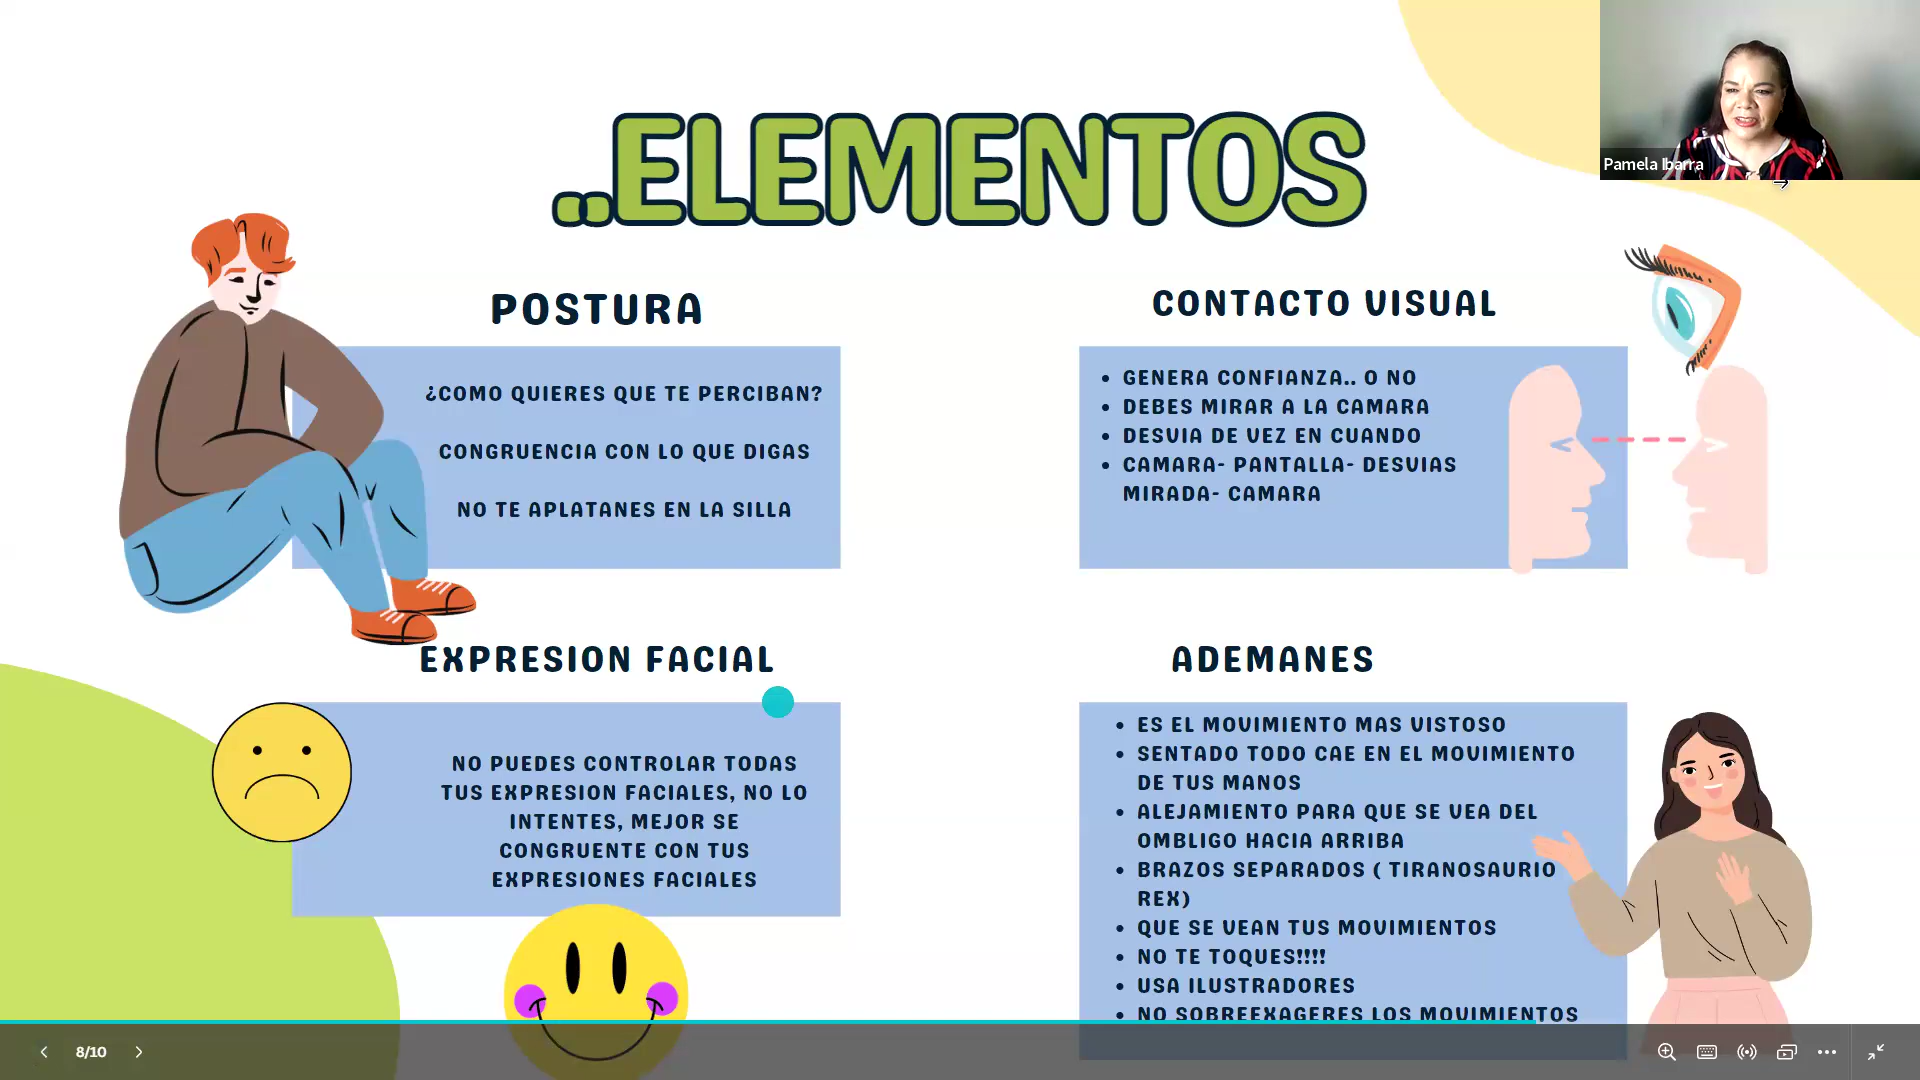 ..ELEMENTOS
Pamela Ibarra
POSTURA
¿COMO QUIERES QUE TE PERCIBAN?
CONGRUENCIA CON LO QUE DIGAS
NO TE APLATANES EN LA SILLA
CONTACTO VISUAL
• GENERA CONFIANZA.. O NO
• DEBES MIRAR A LA CAMARA
• DESVIA DE VEZ EN CUANDO
• CAMARA- PANTALLA- DESVIAS
MIRADA- CAMARA
EXPRESION FACIAL
NO PUEDES CONTROLAR TODAS
TUS EXPRESION FACIALES, NO LO
INTENTES, MEJOR SE
CONGRUENTE CON TUS
EXPRESIONES FACIALES
ADEMANES
• ES EL MOVIMIENTO MAS VISTOSO
• SENTADO TODO CAE EN EL MOVIMIENTO
DE TUS MANOS
• ALEJAMIENTO PARA QUE SE VEA DEL
OMBLIGO HACIA ARRIBA
• BRAZOS SEPARADOS ( TIRANOSAURIO
REX)
• QUE SE VEAN TUS MOVIMIENTOS
• NO TE TOQUES!!!!
• USA ILUSTRADORES
• NO SOBREEXAGERES LOS MOVIMIENTOS
8/10